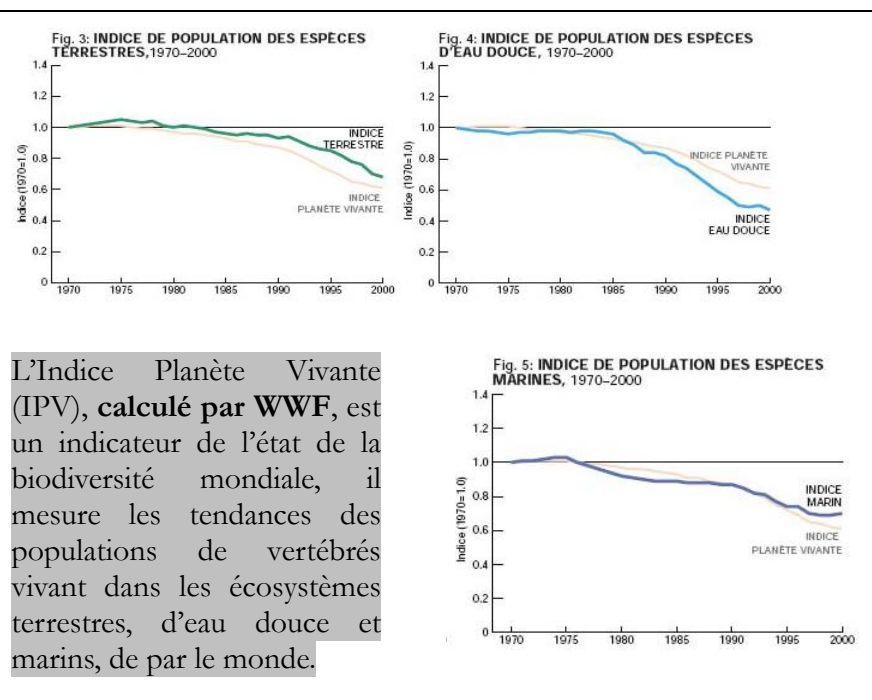 Fig. 3: INDICE DE POPULATION DES ESPÈCES
TERRESTRES,1970–2000
1.4
1.2
1.0
0.8
0.6
0.4
0.2
0
Indice (1970=1.0)
INDICE
TERRESTRE
INDICE
PLANÈTE VIVANTE
1970 1975 1980 1985 1990 1995 2000
Fig. 4: INDICE DE POPULATION DES ESPÈCES
D'EAU DOUCE, 1970–2000
1.4
1.2
1.0
0.8
0.6
0.4
0.2
0
Indice (1970=1.0)
INDICE PLANÈTE
VIVANTE
INDICE
EAU DOUCE
1970 1975 1980 1985 1990 1995 2000
L'Indice Planète Vivante
(IPV), calculé par WWF, est
un indicateur de l'état de la
biodiversité mondiale, il
mesure les tendances des
populations de vertébrés
vivant dans les écosystèmes
terrestres, d'eau douce et
marins, de par le monde.
Fig. 5: INDICE DE POPULATION DES ESPÈCES
MARINES, 1970–2000
1.4
1.2
1.0
0.8
0.6
0.4
0.2
0
Indice (1970=1.0)
INDICE
MARIN
INDICE
PLANÈTE VIVANTE
1970 1975 1980 1985 1990 1995 2000